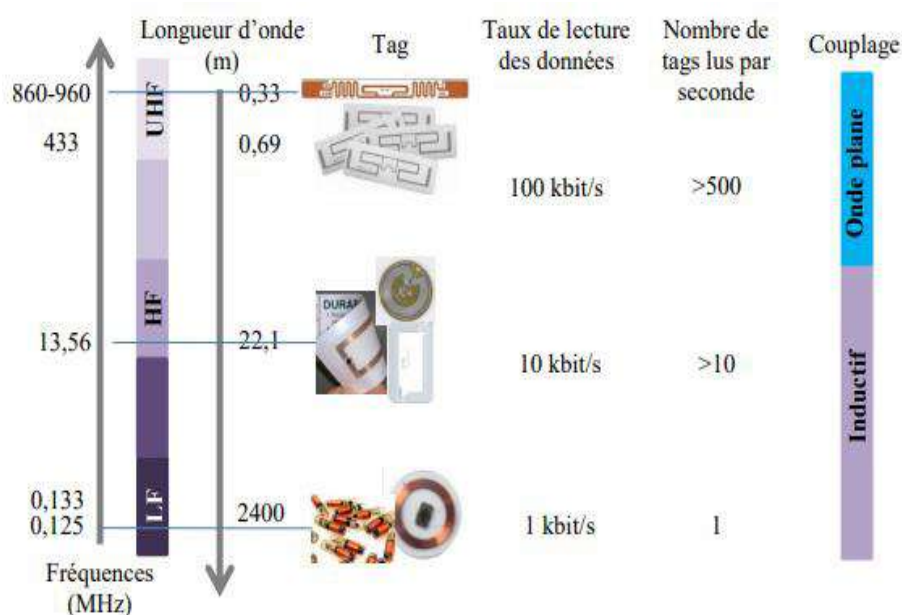 Longueur d’onde
(m)
Tag
Taux de lecture
des données
Nombre de
tags lus par
seconde
Couplage
860-960
UHF
0,33
433
0,69
100 kbit/s
>500
Onde plane
HF
DURA
13,56
22,1
10 kbit/s
>10
Inductif
0,133
0,125
LF
2400
1 kbit/s
1
Fréquences
(MHz)